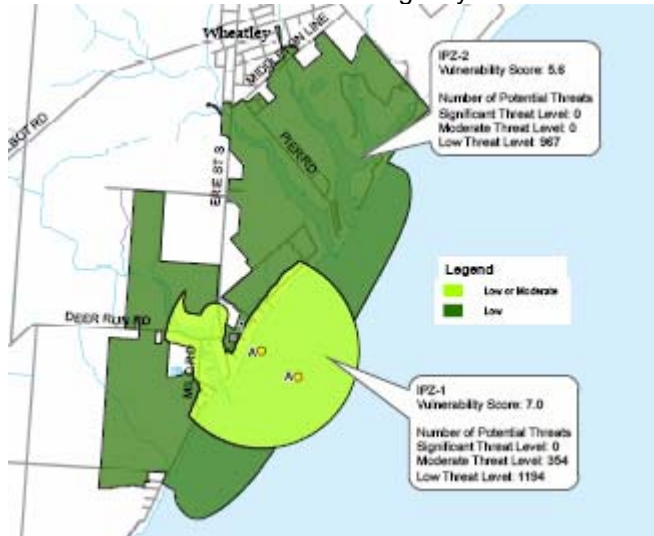 Wheatley
MIDDLETON LINE
IPZ-2
Vulnerability Score: 5.6
Number of Potential Threats
Significant Threat Level: 0
Moderate Threat Level: 0
Low Threat Level: 967
PIER RD
ERIE ST S
Legend
Low or Moderate
Low
DEER RUN RD
A
A
IPZ-1
Vulnerability Score: 7.0
Number of Potential Threats
Significant Threat Level: 0
Moderate Threat Level: 354
Low Threat Level: 1194